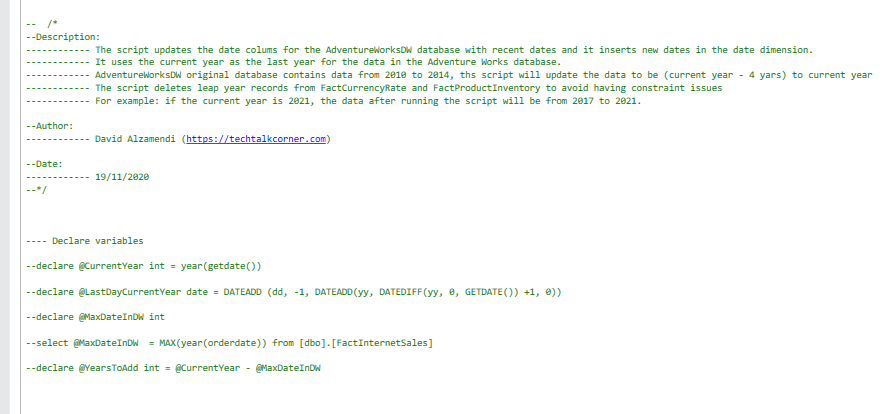 --  /*
--Description:
------------ The script updates the date colums for the AdventureWorksDW database with recent dates and it inserts new dates in the date dimension.
------------ It uses the current year as the last year for the data in the Adventure Works database.
------------ AdventureWorksDW original database contains data from 2010 to 2014, ths script will update the data to be (current year - 4 yars) to current year
------------ The script deletes leap year records from FactCurrencyRate and FactProductInventory to avoid having constraint issues
------------ For example: if the current year is 2021, the data after running the script will be from 2017 to 2021.
--Author:
------------ David Alzamendi (https://techtalkcorner.com)
--Date:
------------ 19/11/2020
--*/
---- Declare variables
--declare @CurrentYear int = year(getdate())
--declare @LastDayCurrentYear date = DATEADD (dd, -1, DATEADD(yy, DATEDIFF(yy, 0, GETDATE()) +1, 0))
--declare @MaxDateInDW int
--select @MaxDateInDW  = MAX(year(orderdate)) from [dbo].[FactInternetSales]
--declare @YearsToAdd int = @CurrentYear - @MaxDateInDW